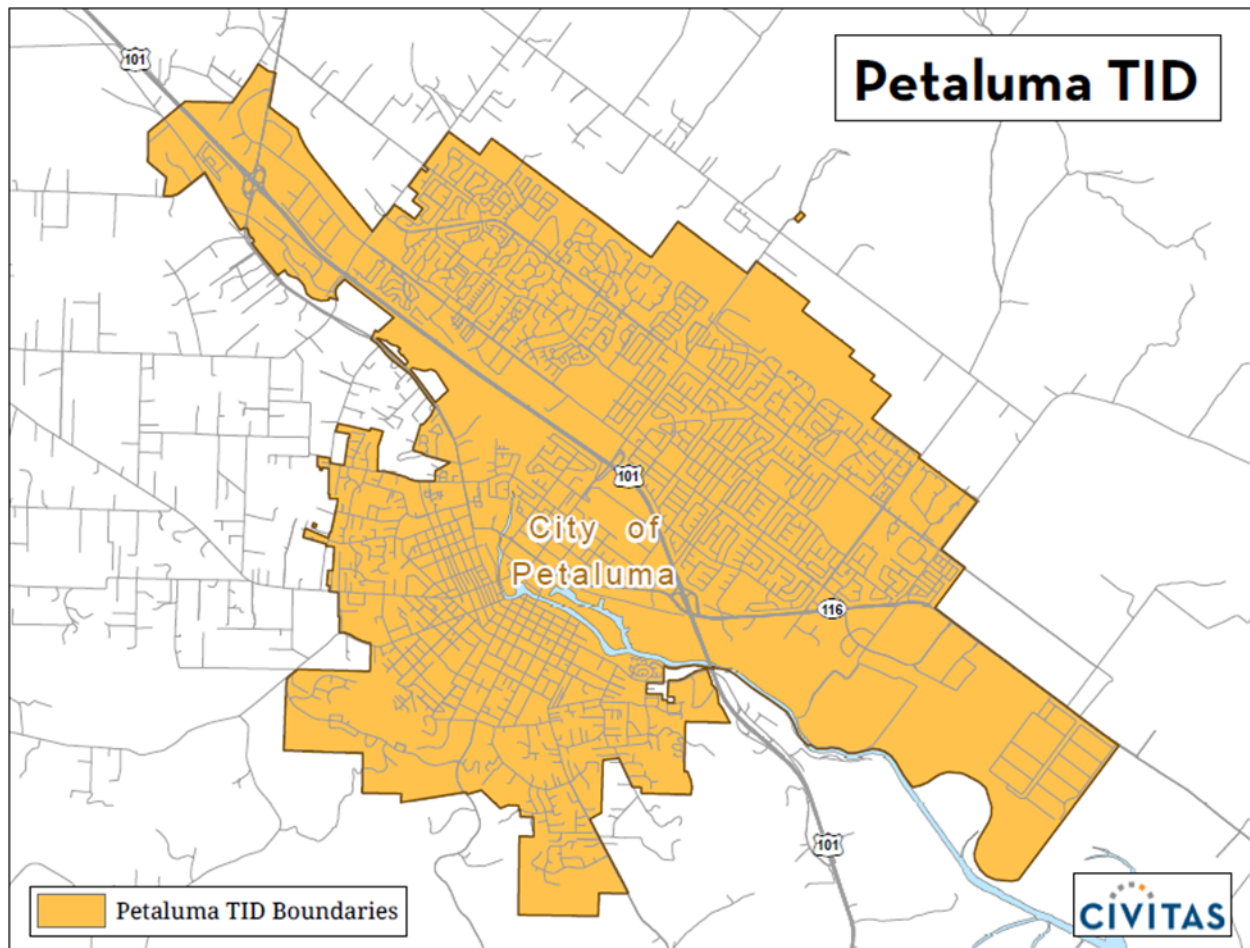 Petaluma TID
101
101
City of
Petaluma
116
101
Petaluma TID Boundaries
CIVITAS